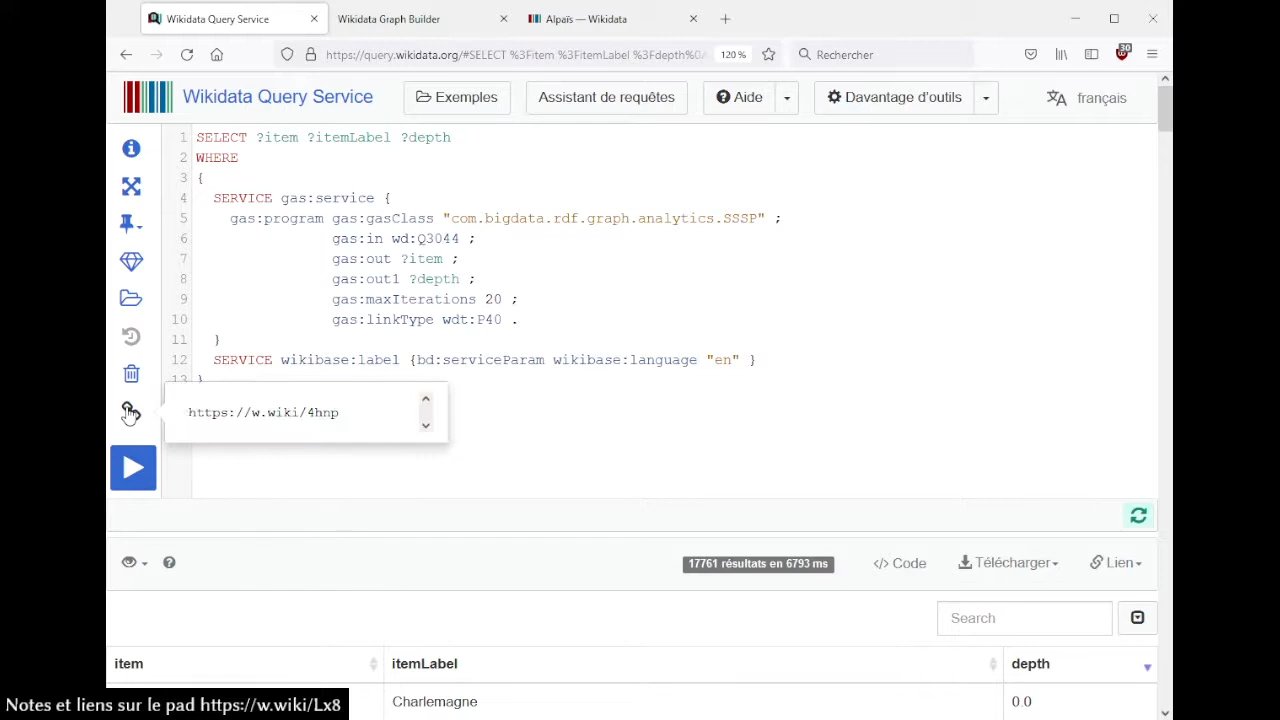 Wikidata Query Service
Wikidata Graph Builder
Alpaïs — Wikidata
https://query.wikidata.org/#SELECT %3Fitem %3FitemLabel %3Fdepth%0A
120 %
Rechercher
30
Wikidata Query Service
Exemples
Assistant de requêtes
Aide
Davantage d'outils
français
1 SELECT ?item ?itemLabel ?depth
2 WHERE
3 {
4 SERVICE gas:service {
5 gas:program gas:gasClass "com.bigdata.rdf.graph.analytics.SSSP" ;
6 gas:in wd:Q3044 ;
7 gas:out ?item ;
8 gas:out1 ?depth ;
9 gas:maxIterations 20 ;
10 gas:linkType wdt:P40 .
11 }
12 SERVICE wikibase:label {bd:serviceParam wikibase:language "en" }
13 }
https://w.wiki/4hnp
17761 résultats en 6793 ms
</> Code
Télécharger
Lien
Search
item
itemLabel
depth
Charlemagne
0.0
Notes et liens sur le pad https://w.wiki/Lx8